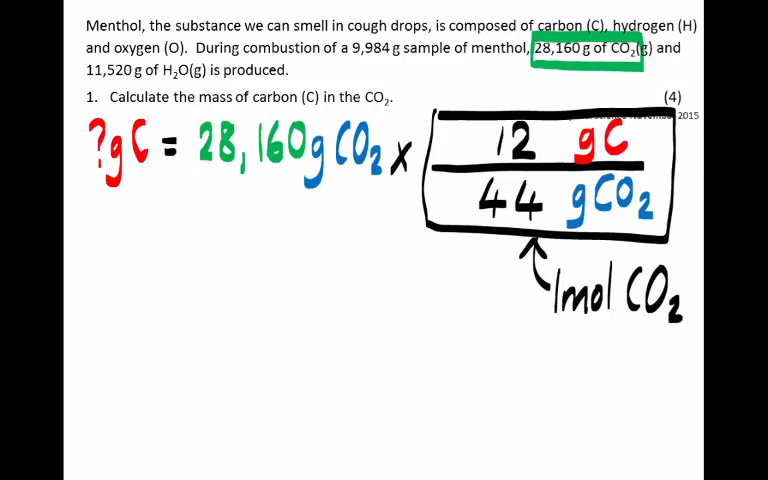 Menthol, the substance we can smell in cough drops, is composed of carbon (C), hydrogen (H)
and oxygen (O). During combustion of a 9,984 g sample of menthol, 28,160 g of CO₂(g) and
11,520 g of H₂O(g) is produced.
1. Calculate the mass of carbon (C) in the CO₂. (4)
2015
?gC = 28,160g CO₂ x 12 gC
44 gCO₂
1mol CO₂